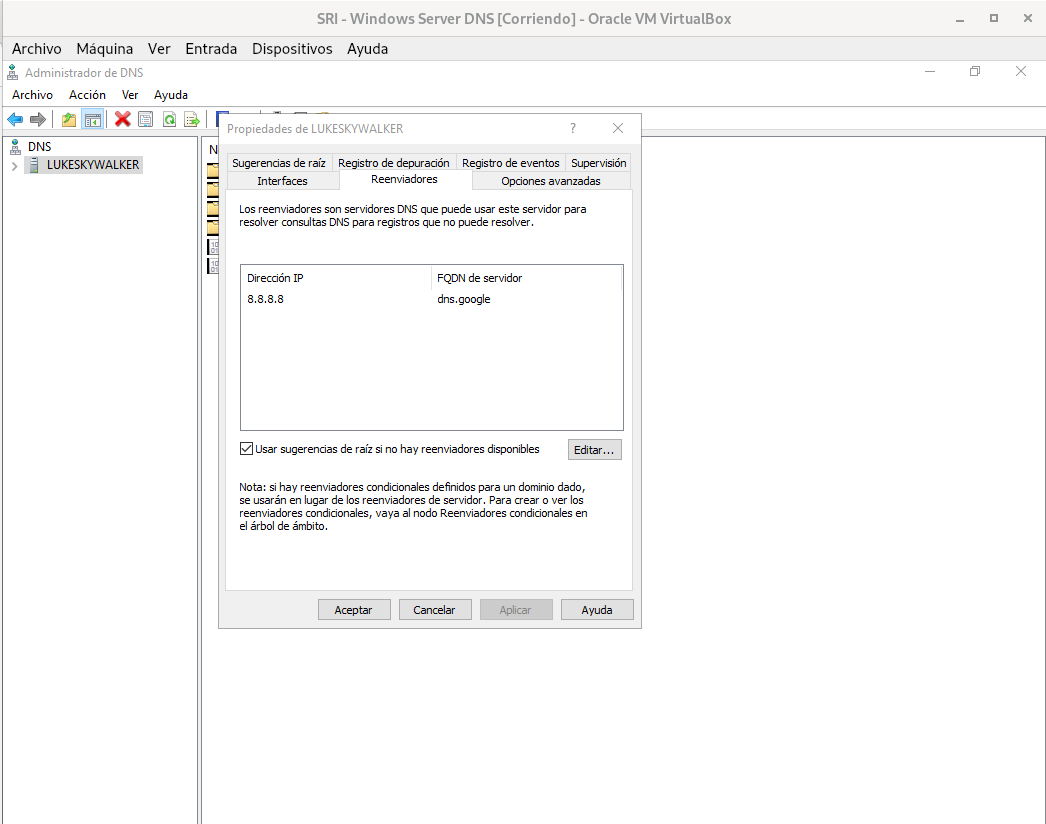 SRI - Windows Server DNS [Corriendo] - Oracle VM VirtualBox
Archivo Máquina Ver Entrada Dispositivos Ayuda
Administrador de DNS
Archivo Acción Ver Ayuda
DNS
LUKESKYWALKER
N
Propiedades de LUKESKYWALKER
Sugerencias de raíz Registro de depuración Registro de eventos Supervisión
Interfaces Reenviadores Opciones avanzadas
Los reenviadores son servidores DNS que puede usar este servidor para
resolver consultas DNS para registros que no puede resolver.
Dirección IP FQDN de servidor
8.8.8.8 dns.google
Usar sugerencias de raíz si no hay reenviadores disponibles Editar...
Nota: si hay reenviadores condicionales definidos para un dominio dado,
se usarán en lugar de los reenviadores de servidor. Para crear o ver los
reenviadores condicionales, vaya al nodo Reenviadores condicionales en
el árbol de ámbito.
Aceptar Cancelar Aplicar Ayuda